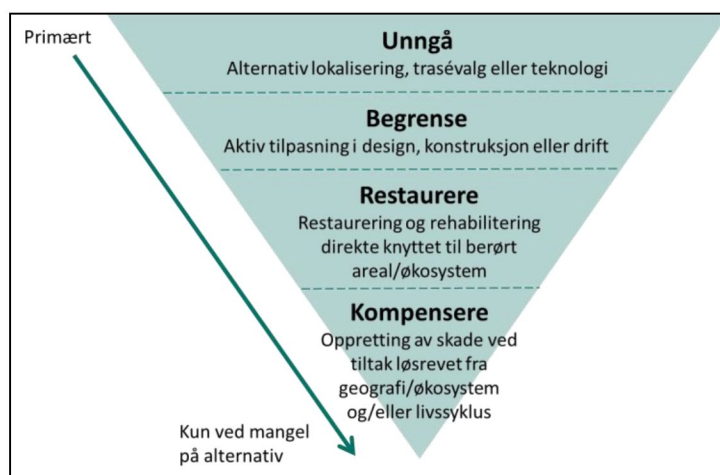 Primært
Unngå
Alternativ lokalisering, trasévalg eller teknologi
Begrense
Aktiv tilpasning i design, konstruksjon eller drift
Restaurere
Restaurering og rehabilitering
direkte knyttet til berørt
areal/økosystem
Kompensere
Oppretting av skade ved
tiltak løsrevet fra
geografi/økosystem
og/eller livssyklus
Kun ved mangel
på alternativ